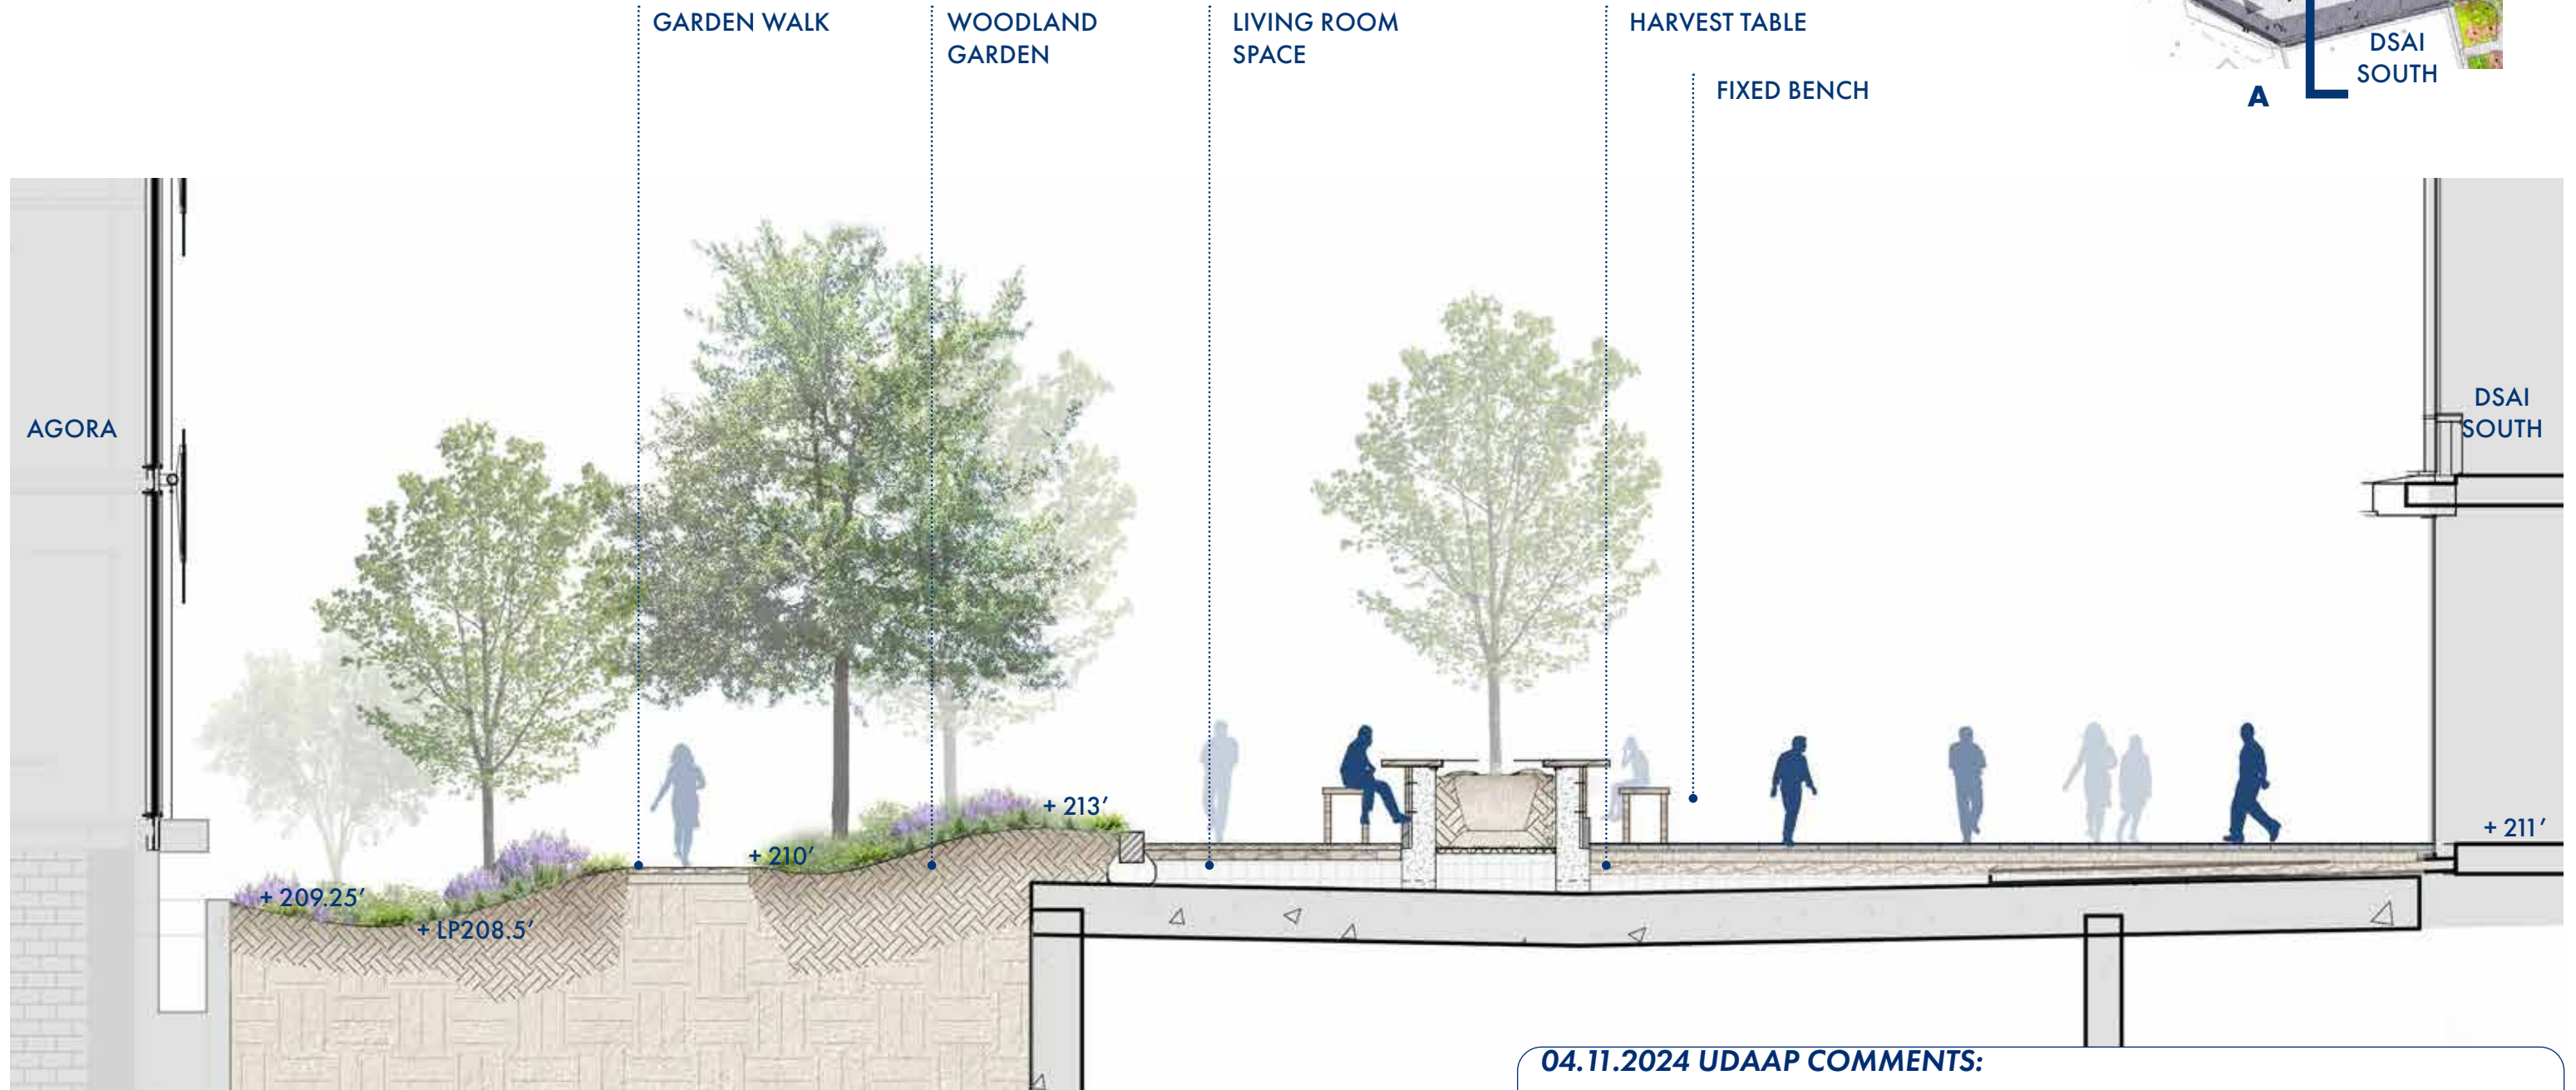 GARDEN WALK
WOODLAND
GARDEN
LIVING ROOM
SPACE
HARVEST TABLE
FIXED BENCH
DSAI
SOUTH
A
AGORA
DSAI
SOUTH
+ 213’
+ 211’
+ 210’
+ 209.25’
+ LP208.5’
04.11.2024 UDAAP COMMENTS: